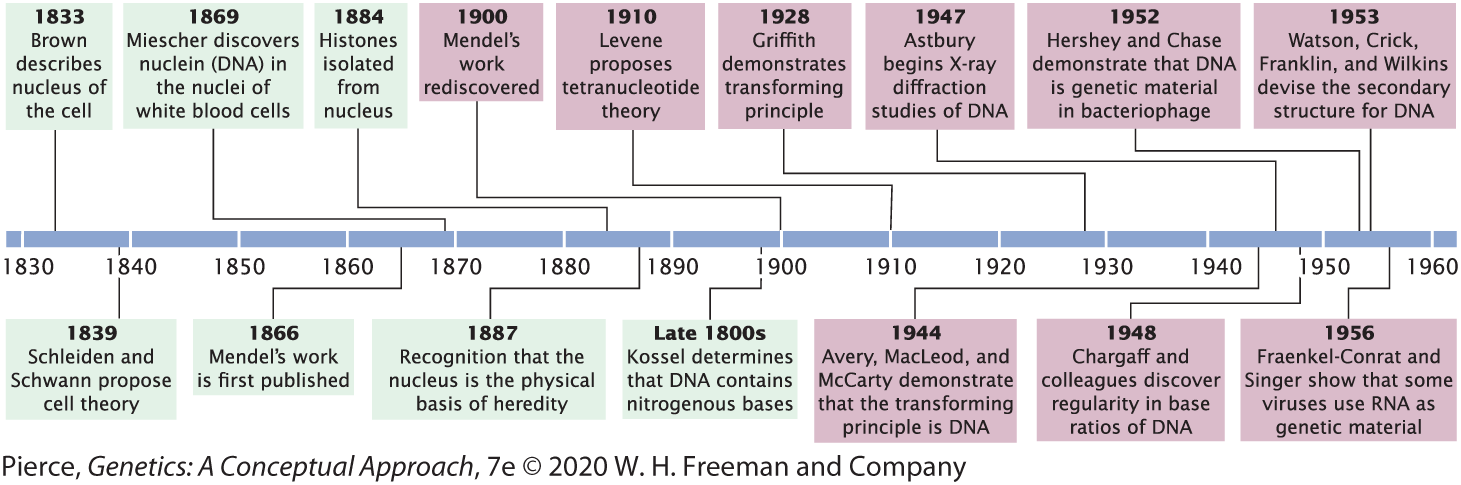 1833
Brown
describes
nucleus of
the cell
1869
Miescher discovers
nuclein (DNA) in
the nuclei of
white blood cells
1884
Histones
isolated
from
nucleus
1900
Mendel’s
work
rediscovered
1910
Levene
proposes
tetranucleotide
theory
1928
Griffith
demonstrates
transforming
principle
1947
Astbury
begins X-ray
diffraction
studies of DNA
1952
Hershey and Chase
demonstrate that DNA
is genetic material
in bacteriophage
1953
Watson, Crick,
Franklin, and Wilkins
devise the secondary
structure for DNA
1830 1840 1850 1860 1870 1880 1890 1900 1910 1920 1930 1940 1950 1960
1839
Schleiden and
Schwann propose
cell theory
1866
Mendel’s work
is first published
1887
Recognition that the
nucleus is the physical
basis of heredity
Late 1800s
Kossel determines
that DNA contains
nitrogenous bases
1944
Avery, MacLeod, and
McCarty demonstrate
that the transforming
principle is DNA
1948
Chargaff and
colleagues discover
regularity in base
ratios of DNA
1956
Fraenkel-Conrat and
Singer show that some
viruses use RNA as
genetic material
Pierce, Genetics: A Conceptual Approach, 7e © 2020 W. H. Freeman and Company